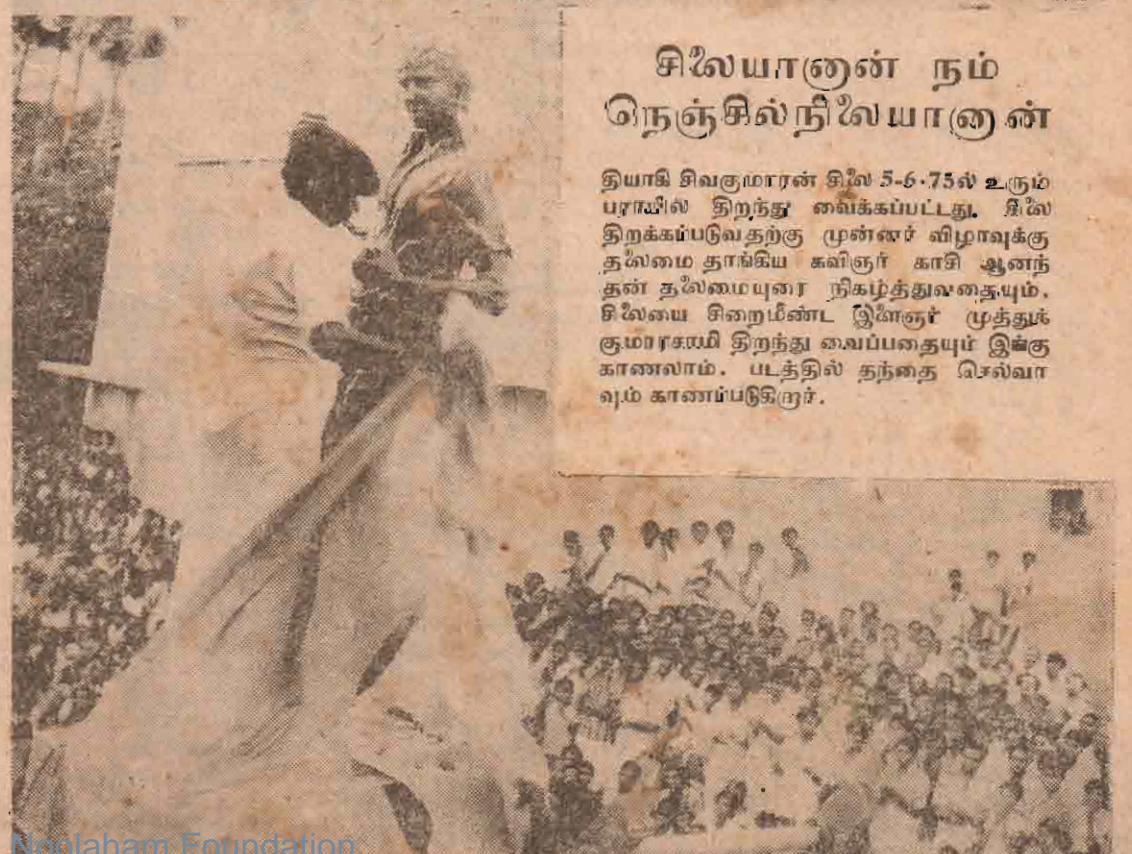 சிலையானான் நம்
நெஞ்சில்நிலையானான்
தியாகி சிவகுமாரன் சிலை 5-6-75ல் உரும்
பராயில் திறந்து வைக்கப்பட்டது. சிலை
திறக்கப்படுவதற்கு முன்னர் விழாவுக்கு
தலைமை தாங்கிய கவிஞர் காசி ஆனந்
தன் தலைமையுரை நிகழ்த்துவதையும்,
சிலையை சிறைமீண்ட இளைஞர் முத்துக்
குமாரசாமி திறந்து வைப்பதையும் இங்கு
காணலாம். படத்தில் தந்தை செல்வா
வும் காணப்படுகிறார்.
Noolaham Foundation